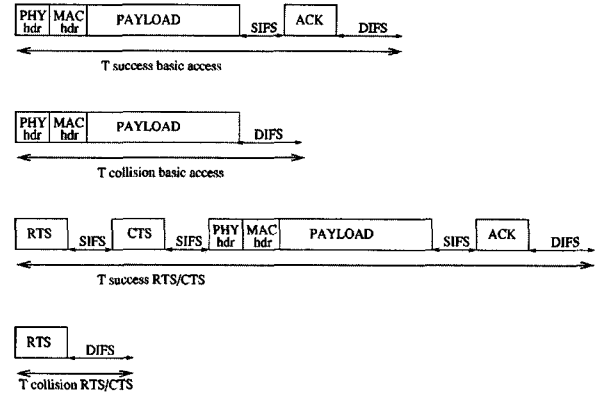 PHY hdr MAC hdr PAYLOAD SIFS ACK DIFS
T success basic access
PHY hdr MAC hdr PAYLOAD DIFS
T collision basic access
RTS SIFS CTS SIFS PHY hdr MAC hdr PAYLOAD SIFS ACK DIFS
T success RTS/CTS
RTS DIFS
T collision RTS/CTS